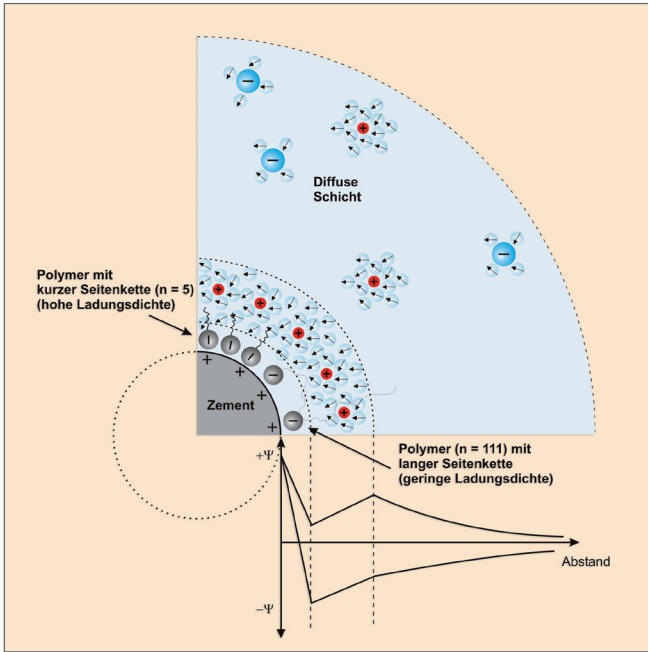 Diffuse
Schicht
Polymer mit
kurzer Seitenkette (n = 5)
(hohe Ladungsdichte)
Zement
Polymer (n = 111) mit
langer Seitenkette
(geringe Ladungsdichte)
+Ψ
Abstand
−Ψ